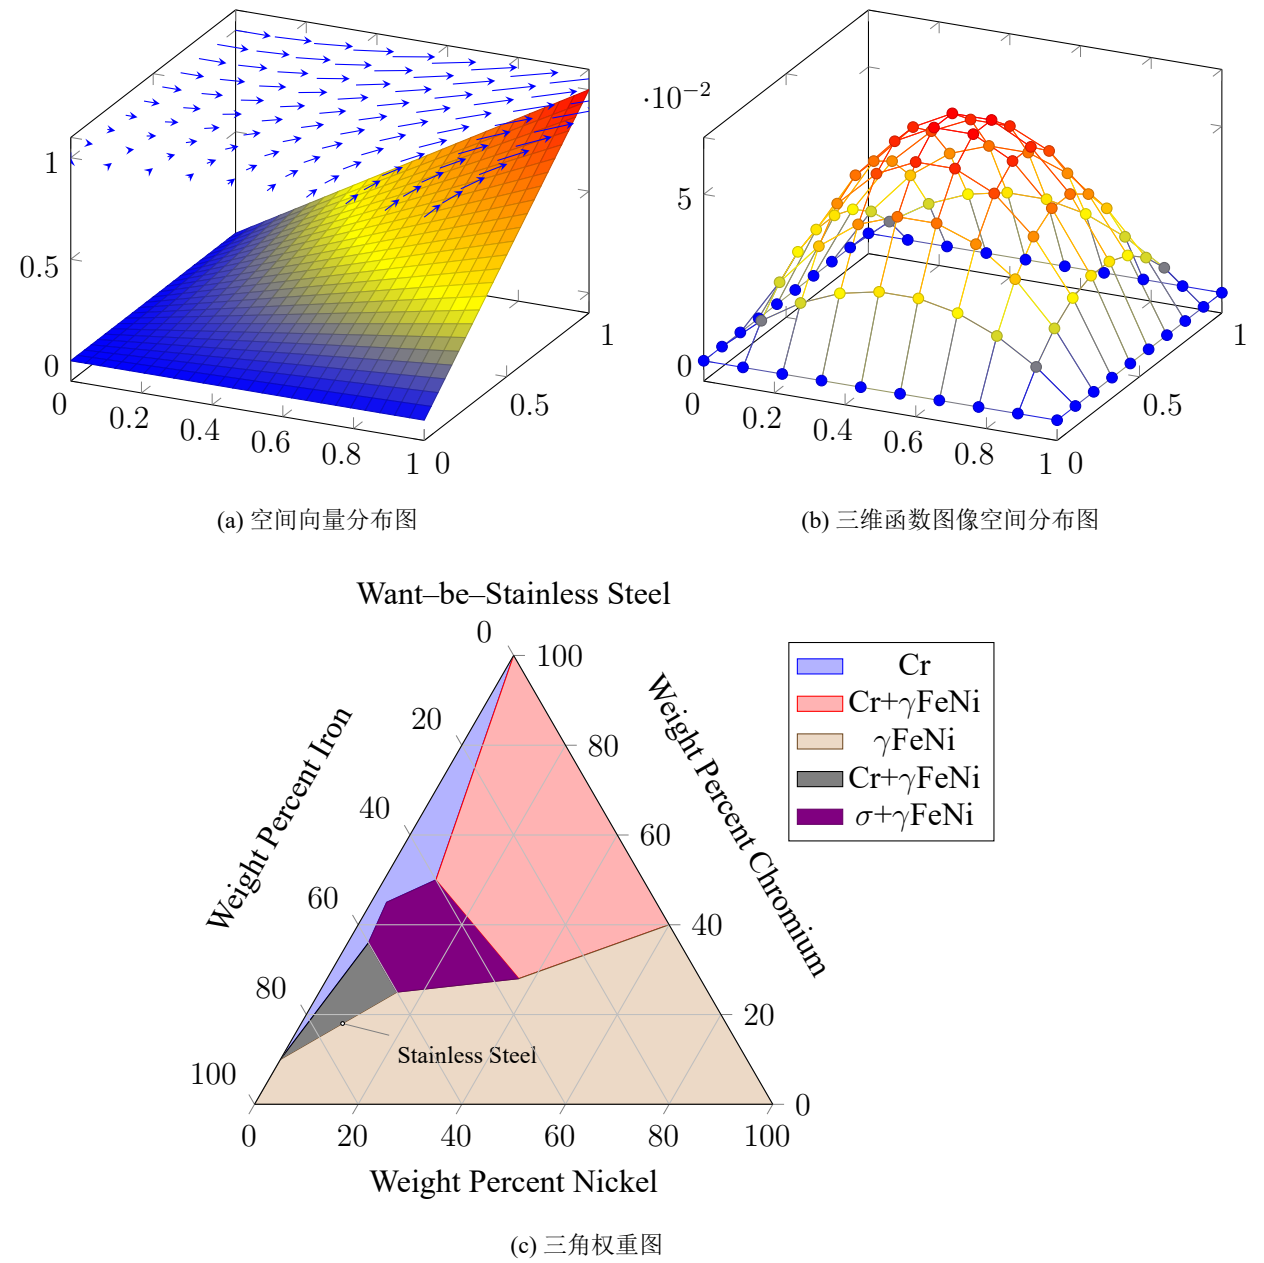 1
0.5
0
0
0.2
0.4
0.6
0.8
1
0
0.5
1
(a) 空间向量分布图
·10⁻²
5
0
0
0.2
0.4
0.6
0.8
1
0
0.5
1
(b) 三维函数图像空间分布图
Want–be–Stainless Steel
0
20
40
60
80
100
Weight Percent Iron
100
80
60
40
20
0
Weight Percent Chromium
Cr
Cr+γFeNi
γFeNi
Cr+γFeNi
σ+γFeNi
Stainless Steel
0 20 40 60 80 100
Weight Percent Nickel
(c) 三角权重图